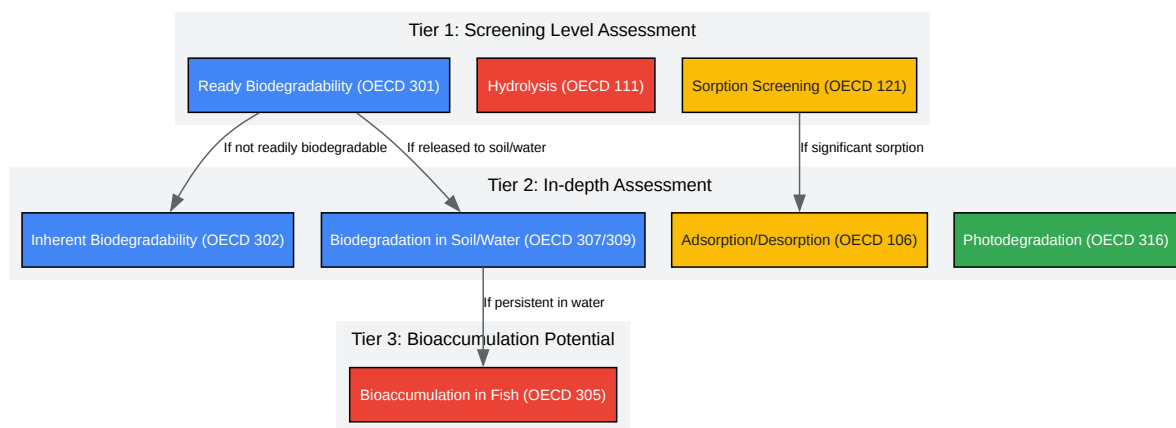 Tier 1: Screening Level Assessment
Ready Biodegradability (OECD 301)
Hydrolysis (OECD 111)
Sorption Screening (OECD 121)
If not readily biodegradable
If released to soil/water
If significant sorption
Tier 2: In-depth Assessment
Inherent Biodegradability (OECD 302)
Biodegradation in Soil/Water (OECD 307/309)
Adsorption/Desorption (OECD 106)
Photodegradation (OECD 316)
If persistent in water
Tier 3: Bioaccumulation Potential
Bioaccumulation in Fish (OECD 305)